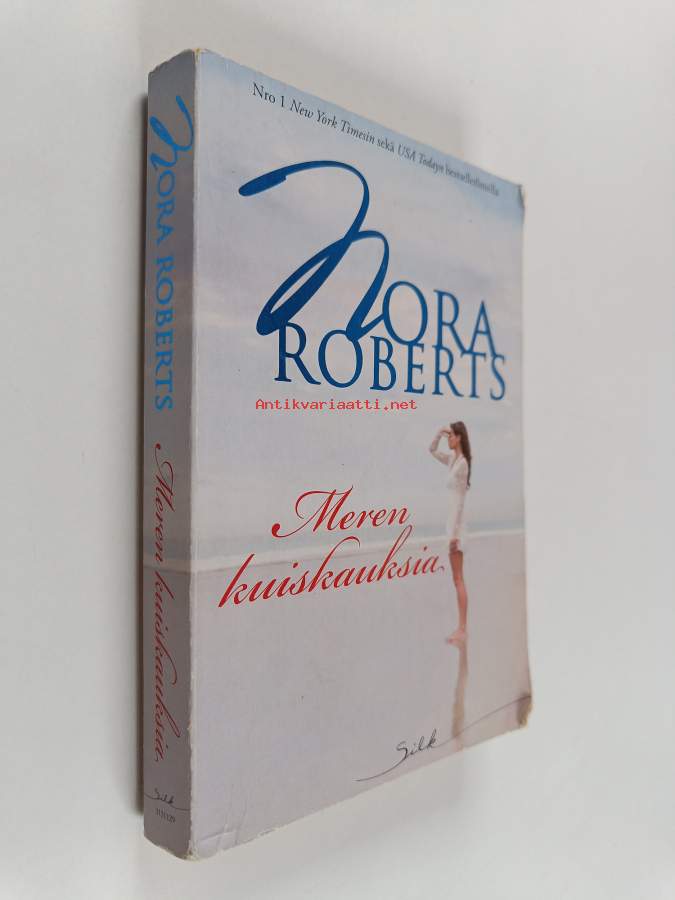 Nro 1 New York Timesin sekä USA Todayn bestsellerlistoilla
NORA
ROBERTS
Antikvariaatti.net
Meren
kuiskauksia
Silk
NORA ROBERTS
Meren kuiskauksia
Silk